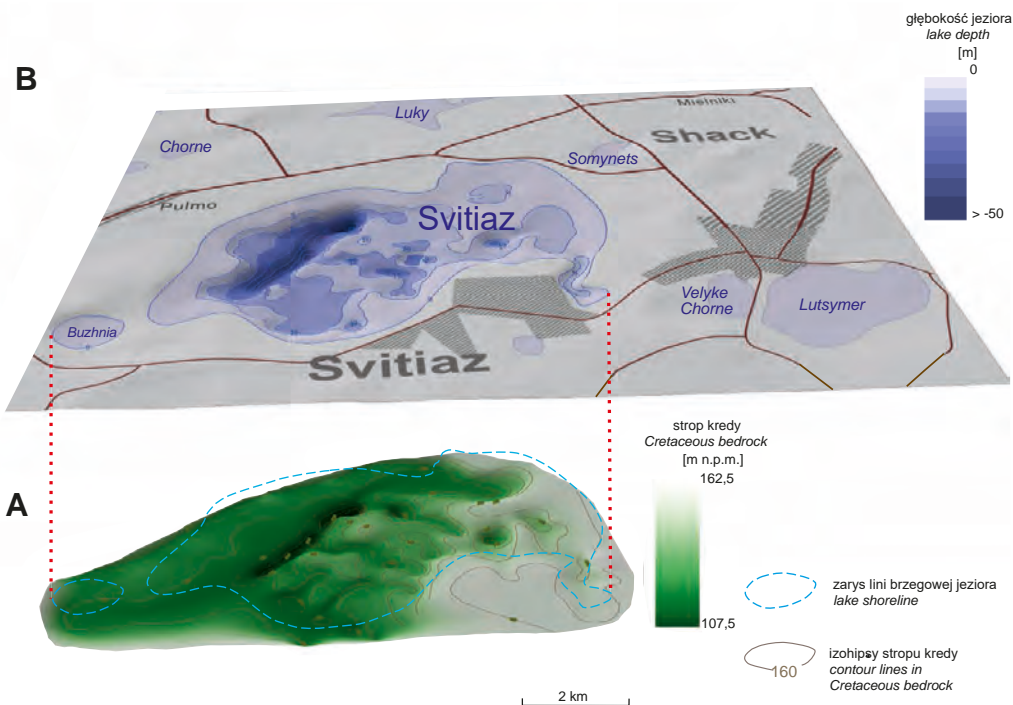 głębokość jeziora
lake depth
[m]
0
> -50
B
Luky
Mielniki
Shack
Chorne
Somynets
Pulmo
Svitiaz
Velyke
Chorne
Lutsymer
Buzhnia
Svitiaz
strop kredy
Cretaceous bedrock
[m n.p.m.]
162,5
107,5
A
zarys lini brzegowej jeziora
lake shoreline
izohipsy stropu kredy
contour lines in
Cretaceous bedrock
160
2 km